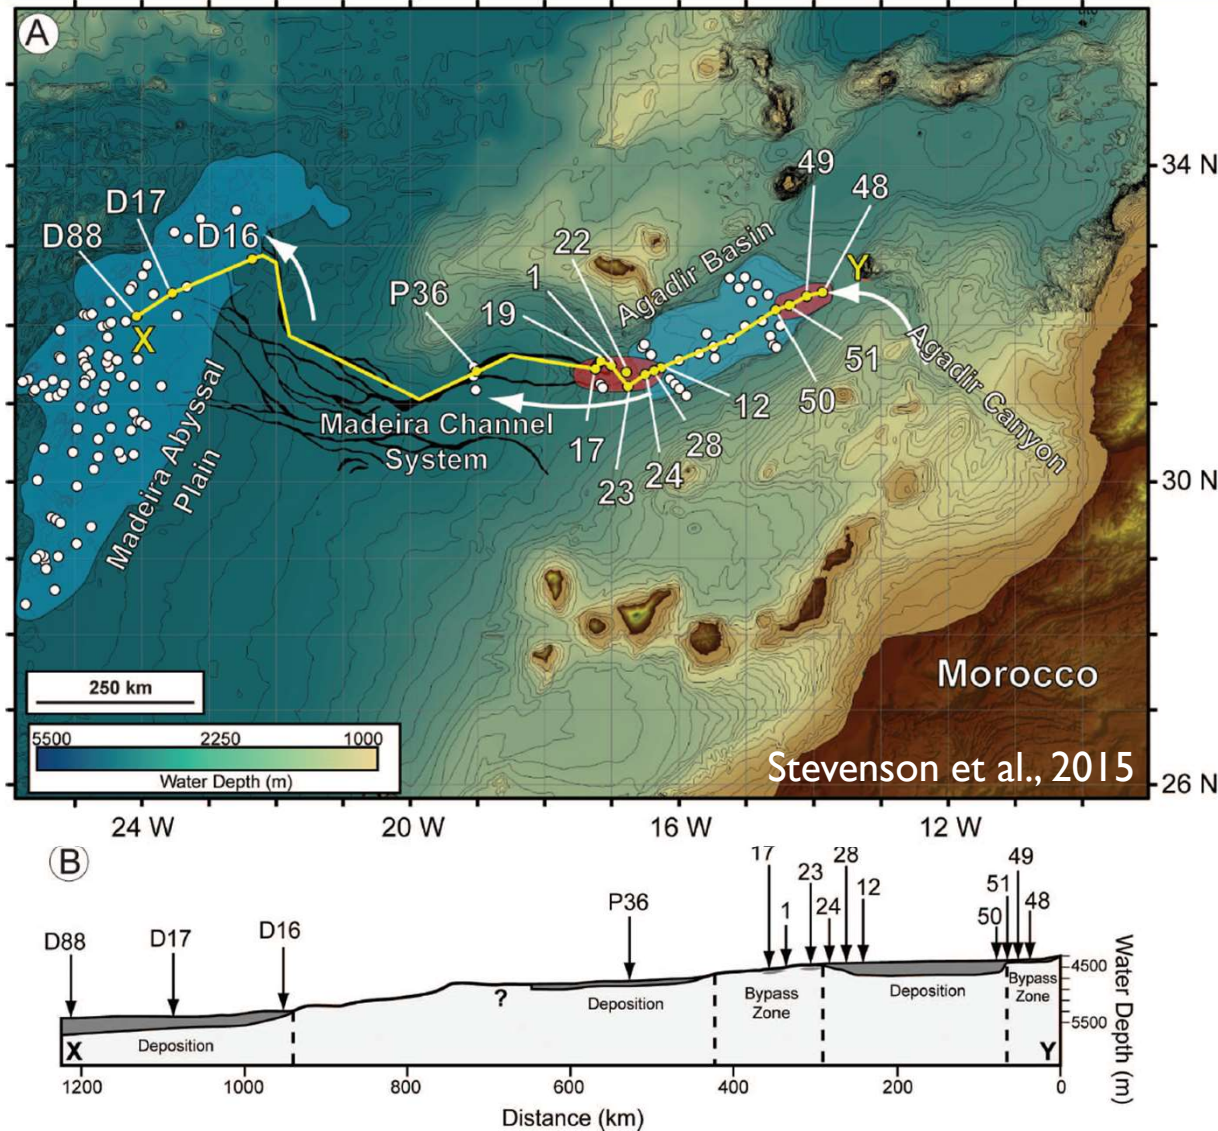 A
34 N
30 N
26 N
49
48
D17
D88
D16
22
1
19
P36
Agadir Basin
Y
X
51
50
Agadir Canyon
12
28
24
23
17
Madeira Channel
System
Madeira Abyssal
Plain
Morocco
250 km
5500 2250 1000
Water Depth (m)
Stevenson et al., 2015
24 W 20 W 16 W 12 W
B
D88
D17
D16
P36
17
1
23
24
28
12
50
51
49
48
4500
5500
Water Depth (m)
?
Deposition
Bypass
Zone
Deposition
Bypass
Zone
Deposition
X
Y
1200 1000 800 600 400 200 0
Distance (km)